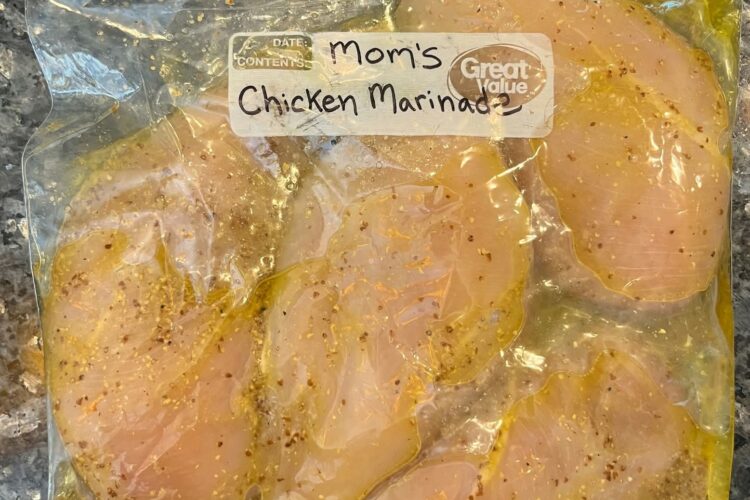 DATE:
CONTENTS:
Mom's
Chicken Marinade
Great
Value